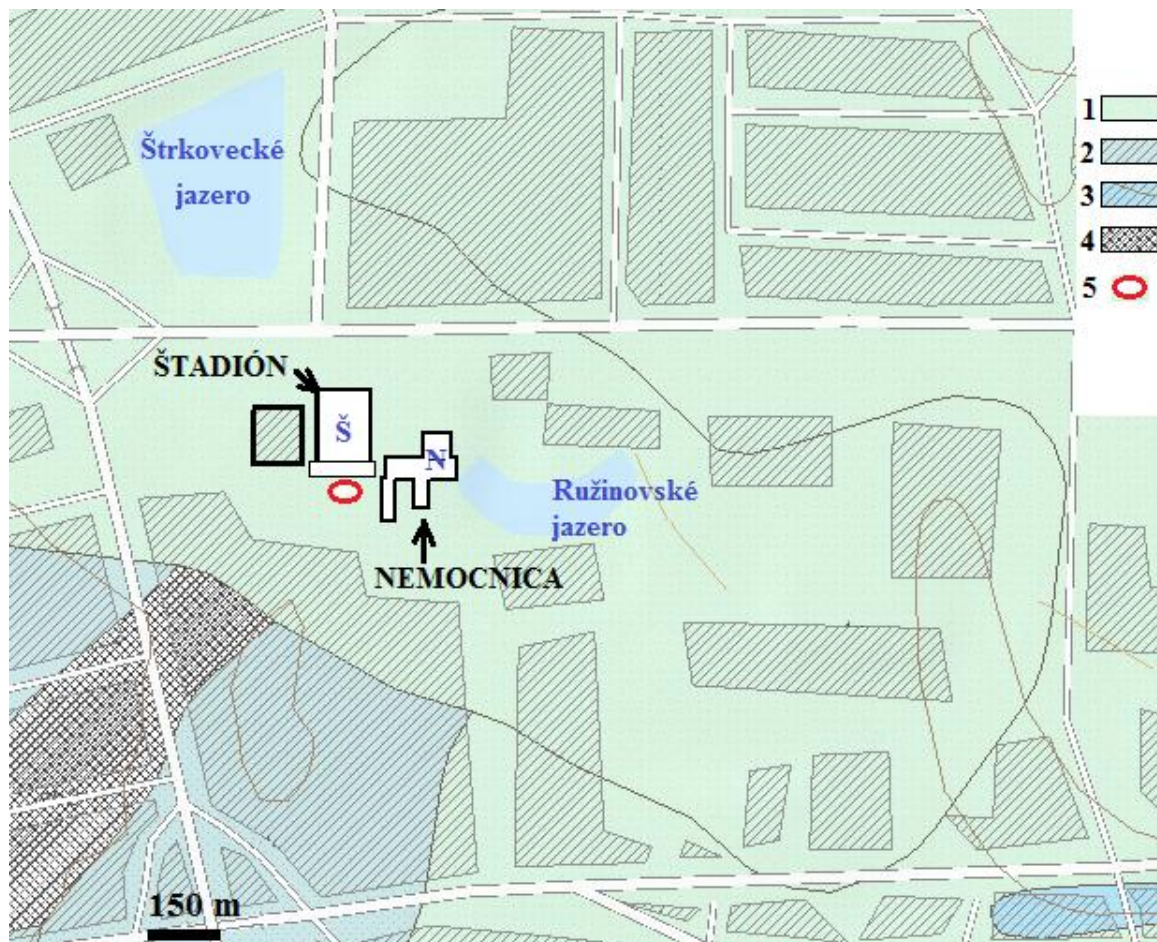 Štrkovecké
jazero
1
2
3
4
5
ŠTADIÓN
Š
N
Ružinovské
jazero
NEMOCNICA
150 m